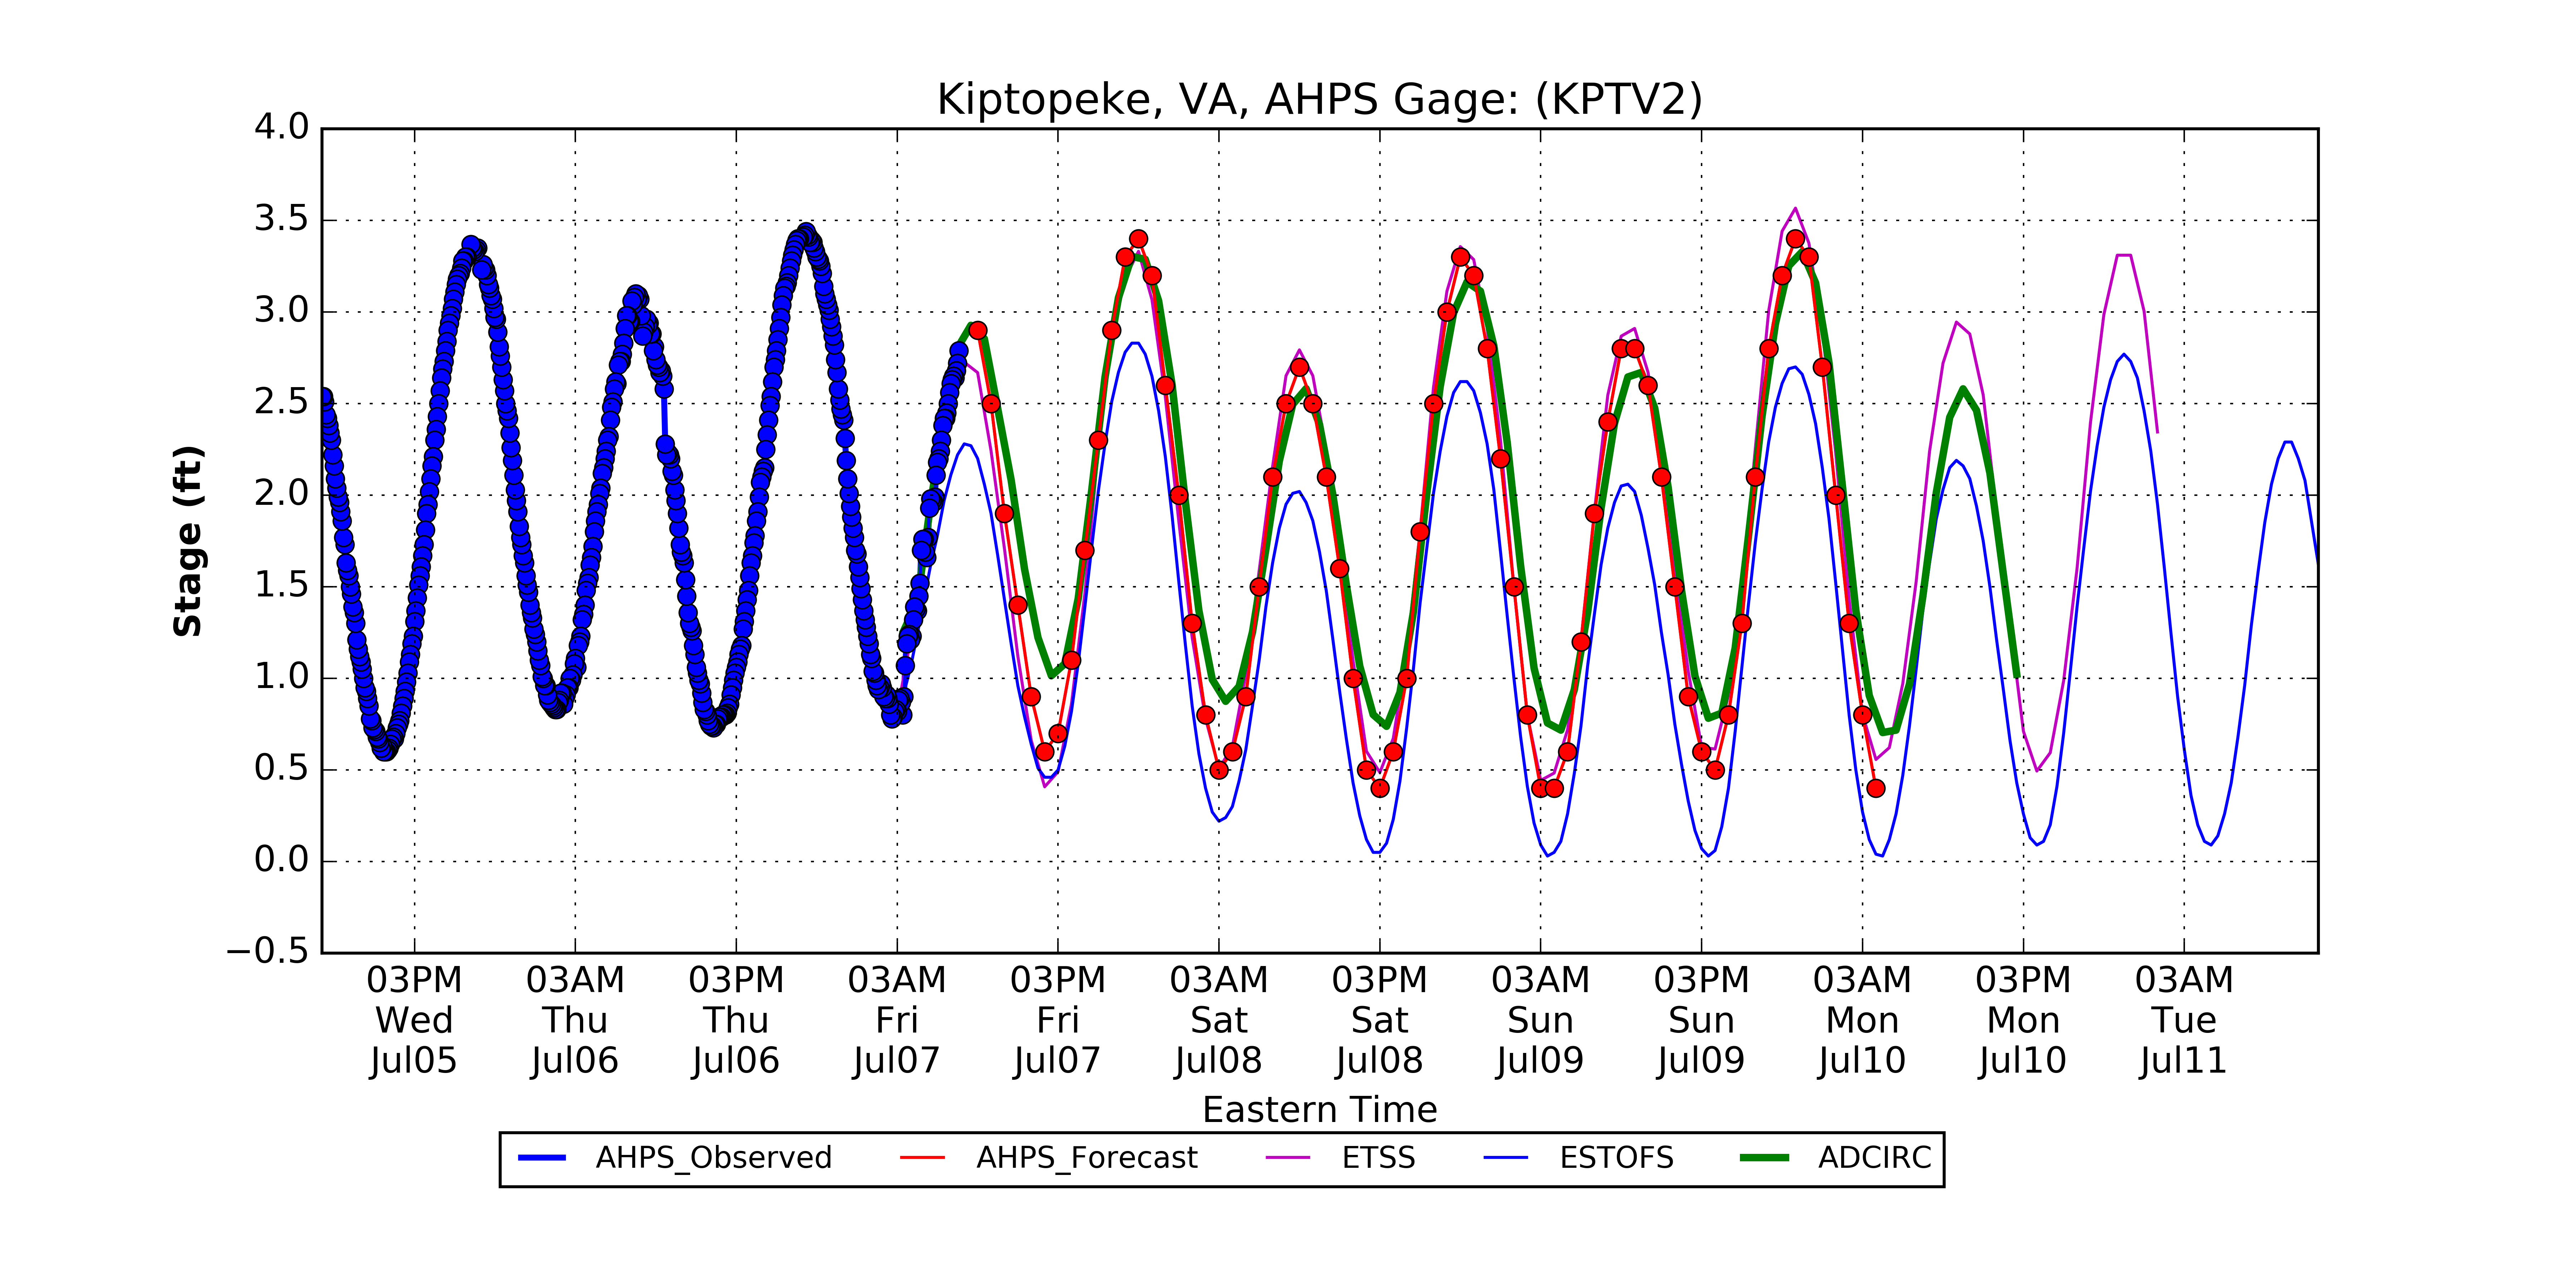 Kiptopeke, VA, AHPS Gage: (KPTV2)
4.0
3.5
3.0
2.5
2.0
1.5
1.0
0.5
0.0
−0.5
Stage (ft)
03PM 03AM 03PM 03AM 03PM 03AM 03PM 03AM 03PM 03AM 03PM 03AM
Wed Thu Thu Fri Fri Sat Sat Sun Sun Mon Mon Tue
Jul05 Jul06 Jul06 Jul07 Jul07 Jul08 Jul08 Jul09 Jul09 Jul10 Jul10 Jul11
Eastern Time
AHPS_Observed AHPS_Forecast ETSS ESTOFS ADCIRC